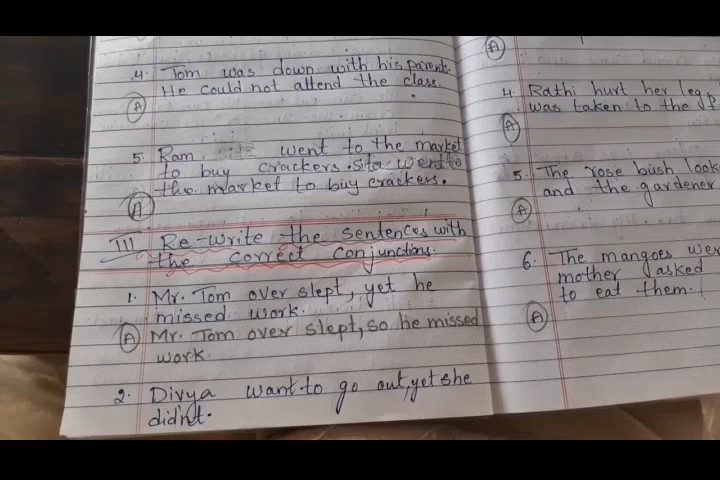 4. Tom was down with his parents.
He could not attend the class.
A
5. Ram went to the market
to buy crackers. Sita went to
the market to buy crackers.
A
III Re-write the sentences with
the correct conjunctions.
1. Mr. Tom over slept, yet he
missed work.
A Mr. Tom over slept, so he missed
work.
2. Divya want to go out, yet she
didn't.
A
4. Rathi hurt her leg
was taken to the
A
5. The rose bush look
and the gardener
A
6. The mangoes wer
mother asked
to eat them.
A